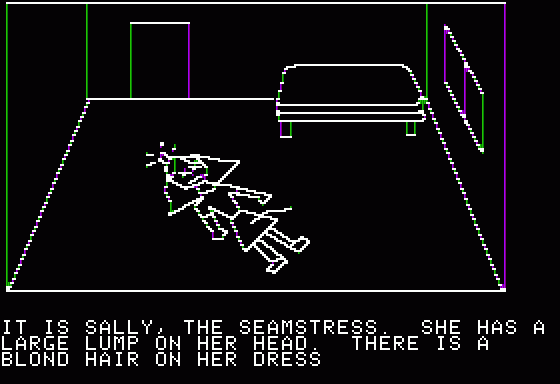 IT IS SALLY, THE SEAMSTRESS.  SHE HAS A
LARGE LUMP ON HER HEAD.  THERE IS A
BLOND HAIR ON HER DRESS